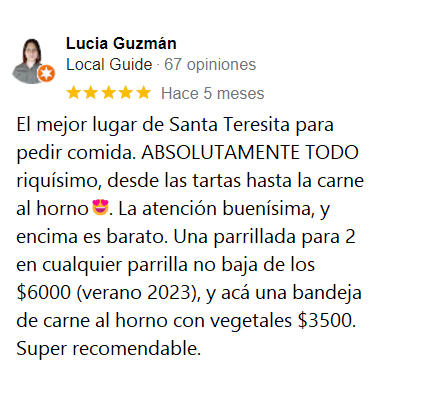 Lucia Guzmán
Local Guide · 67 opiniones
Hace 5 meses
El mejor lugar de Santa Teresita para
pedir comida. ABSOLUTAMENTE TODO
riquísimo, desde las tartas hasta la carne
al horno😍. La atención buenísima, y
encima es barato. Una parrillada para 2
en cualquier parrilla no baja de los
$6000 (verano 2023), y acá una bandeja
de carne al horno con vegetales $3500.
Super recomendable.